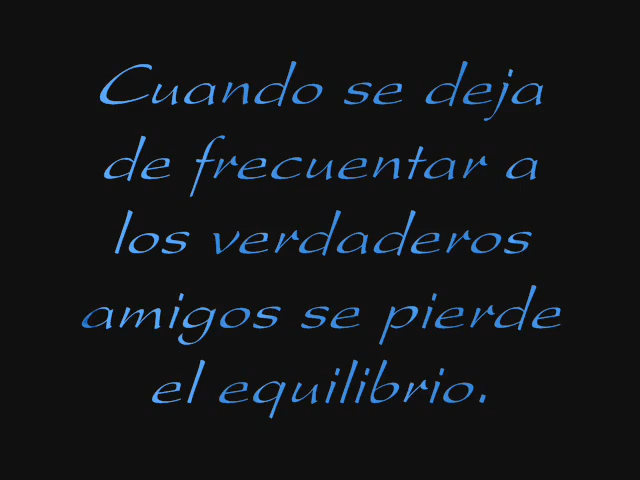 Cuando se deja
de frecuentar a
los verdaderos
amigos se pierde
el equilibrio.